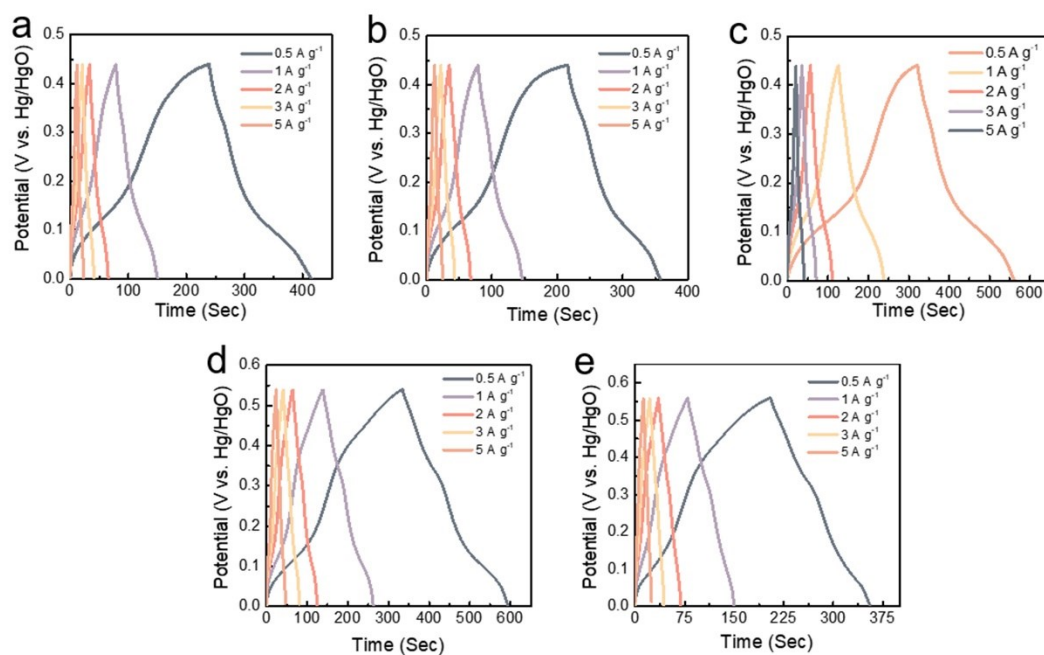 a
0.5
0.4
0.3
0.2
0.1
0.0
Potential (V vs. Hg/HgO)
0.5 A g⁻¹
1 A g⁻¹
2 A g⁻¹
3 A g⁻¹
5 A g⁻¹
0 100 200 300 400
Time (Sec)
b
0.5
0.4
0.3
0.2
0.1
0.0
Potential (V vs. Hg/HgO)
0.5 A g⁻¹
1 A g⁻¹
2 A g⁻¹
3 A g⁻¹
5 A g⁻¹
0 100 200 300 400
Time (Sec)
c
0.5
0.4
0.3
0.2
0.1
0.0
Potential (V vs. Hg/HgO)
0.5 A g⁻¹
1 A g⁻¹
2 A g⁻¹
3 A g⁻¹
5 A g⁻¹
0 100 200 300 400 500 600
Time (Sec)
d
0.6
0.5
0.4
0.3
0.2
0.1
0.0
Potential (V vs. Hg/HgO)
0.5 A g⁻¹
1 A g⁻¹
2 A g⁻¹
3 A g⁻¹
5 A g⁻¹
0 100 200 300 400 500 600
Time (Sec)
e
0.6
0.5
0.4
0.3
0.2
0.1
0.0
Potential (V vs. Hg/HgO)
0.5 A g⁻¹
1 A g⁻¹
2 A g⁻¹
3 A g⁻¹
5 A g⁻¹
0 75 150 225 300 375
Time (Sec)